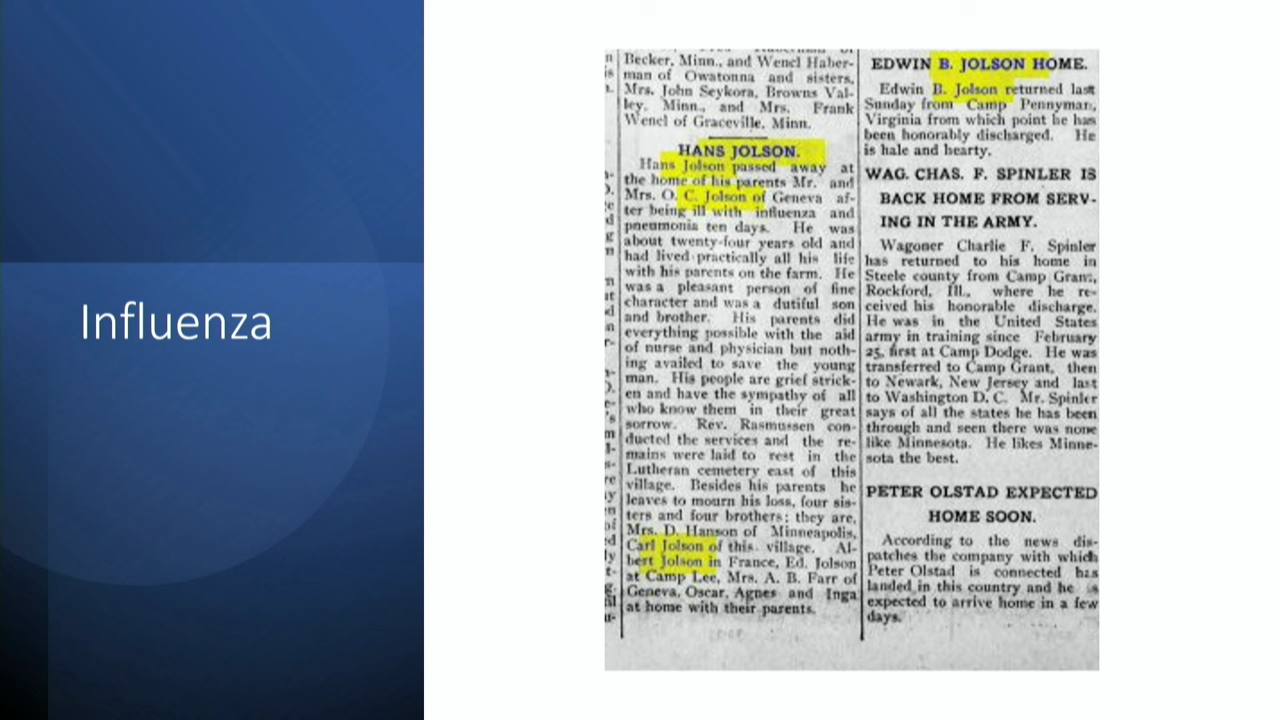 Influenza
Becker, Minn., and Wencl Haber-
man of Owatonna and sisters,
Mrs. John Seykora, Browns Val-
ley, Minn., and Mrs. Frank
Wencl of Graceville, Minn.
HANS JOLSON.
Hans Jolson passed away at
the home of his parents Mr. and
Mrs. O. C. Jolson of Geneva af-
ter being ill with influenza and
pneumonia ten days. He was
about twenty-four years old and
had lived practically all his life
with his parents on the farm. He
was a pleasant person of fine
character and was a dutiful son
and brother. His parents did
everything possible with the aid
of nurse and physician but noth-
ing availed to save the young
man. His people are grief strick-
en and have the sympathy of all
who know them in their great
sorrow. Rev. Rasmussen con-
ducted the services and the re-
mains were laid to rest in the
Lutheran cemetery east of this
village. Besides his parents he
leaves to mourn his loss, four sis-
ters and four brothers; they are,
Mrs. D. Hanson of Minneapolis,
Carl Jolson of this village. Al-
bert Jolson in France, Ed. Jolson
at Camp Lee, Mrs. A. B. Farr of
Geneva, Oscar, Agnes and Inga
at home with their parents.
EDWIN B. JOLSON HOME.
Edwin B. Jolson returned last
Sunday from Camp Pennyman,
Virginia from which point he has
been honorably discharged. He
is hale and hearty.
WAG. CHAS. F. SPINLER IS
BACK HOME FROM SERV-
ING IN THE ARMY.
Wagoner Charlie F. Spinler
has returned to his home in
Steele county from Camp Grant,
Rockford, Ill., where he re-
ceived his honorable discharge.
He was in the United States
army in training since February
25, first at Camp Dodge. He was
transferred to Camp Grant, then
to Newark, New Jersey and last
to Washington D. C. Mr. Spinler
says of all the states he has been
through and seen there was none
like Minnesota. He likes Minne-
sota the best.
PETER OLSTAD EXPECTED
HOME SOON.
According to the news dis-
patches the company with which
Peter Olstad is connected has
landed in this country and he is
expected to arrive home in a few
days.